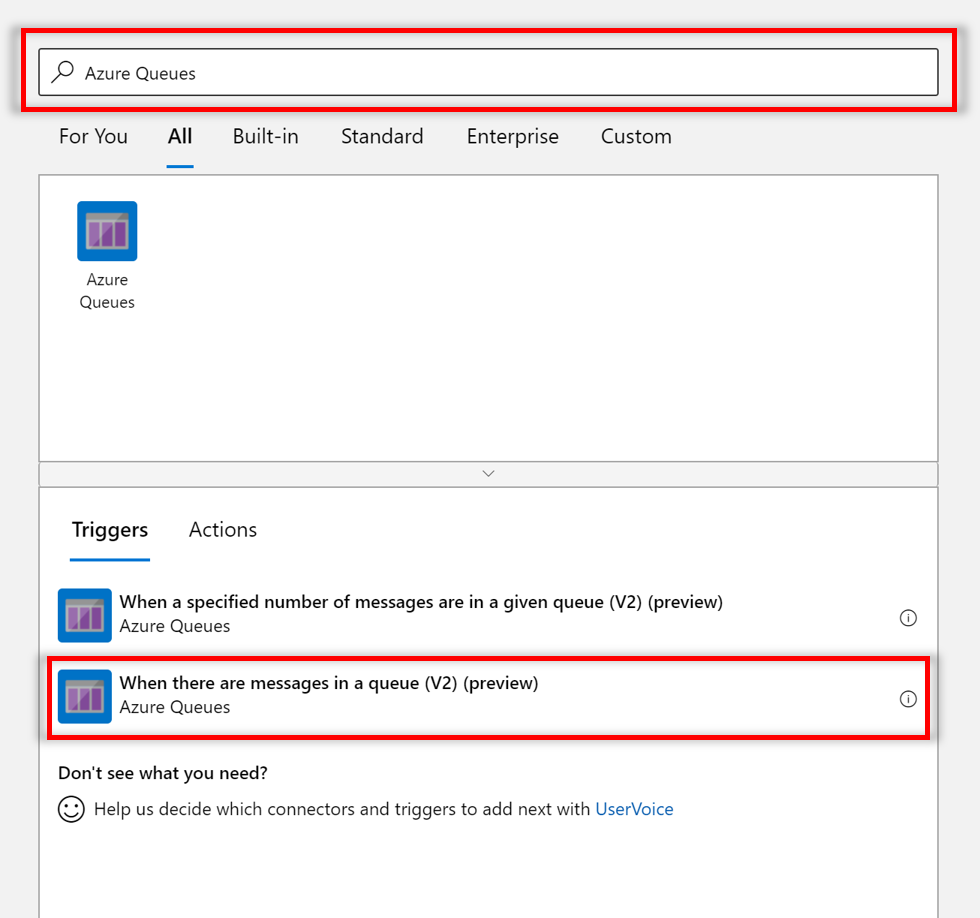 Azure Queues
For You All Built-in Standard Enterprise Custom
Azure
Queues
Triggers Actions
When a specified number of messages are in a given queue (V2) (preview)
Azure Queues
When there are messages in a queue (V2) (preview)
Azure Queues
Don't see what you need?
Help us decide which connectors and triggers to add next with UserVoice